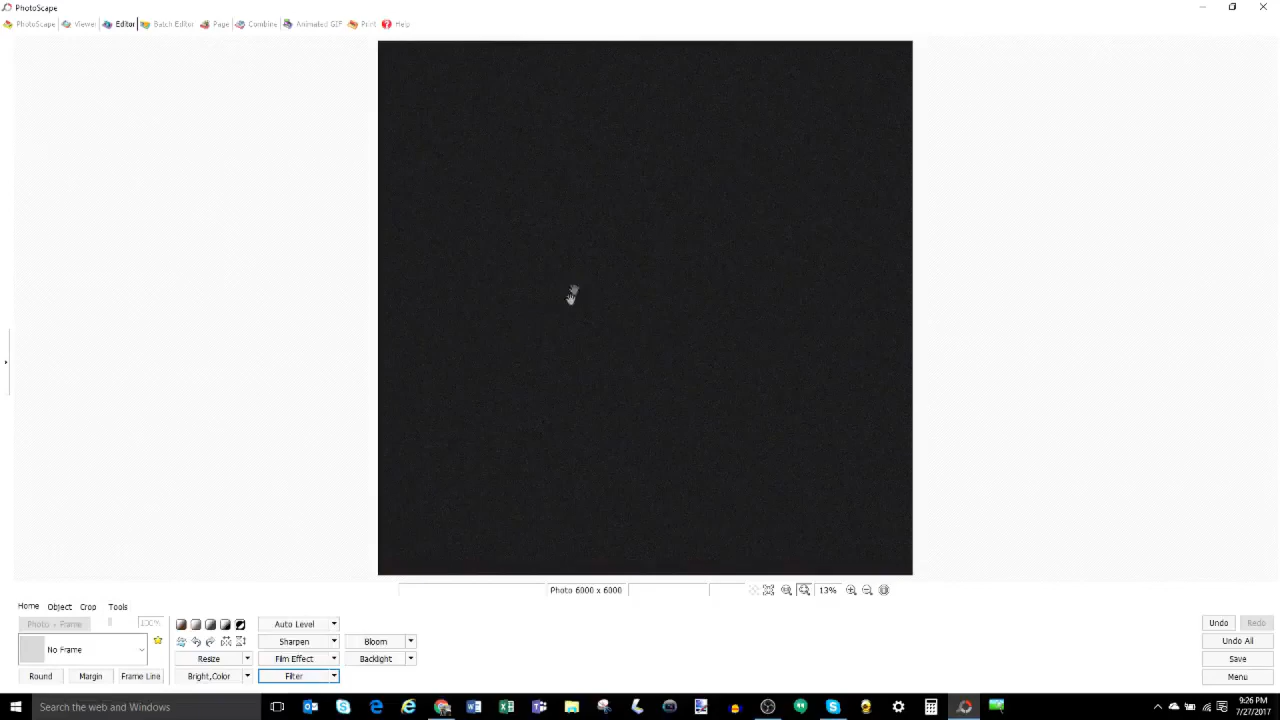 PhotoScape
PhotoScape Viewer Editor Batch Editor Page Combine Animated GIF Print Help
Photo 6000 x 6000 13%
Home Object Crop Tools
Photo + Frame 100%
No Frame
Round Margin Frame Line
Resize
Bright,Color
Auto Level
Sharpen
Film Effect
Filter
Bloom
Backlight
Undo Redo
Undo All
Save
Menu
Search the web and Windows
9:26 PM
7/27/2017